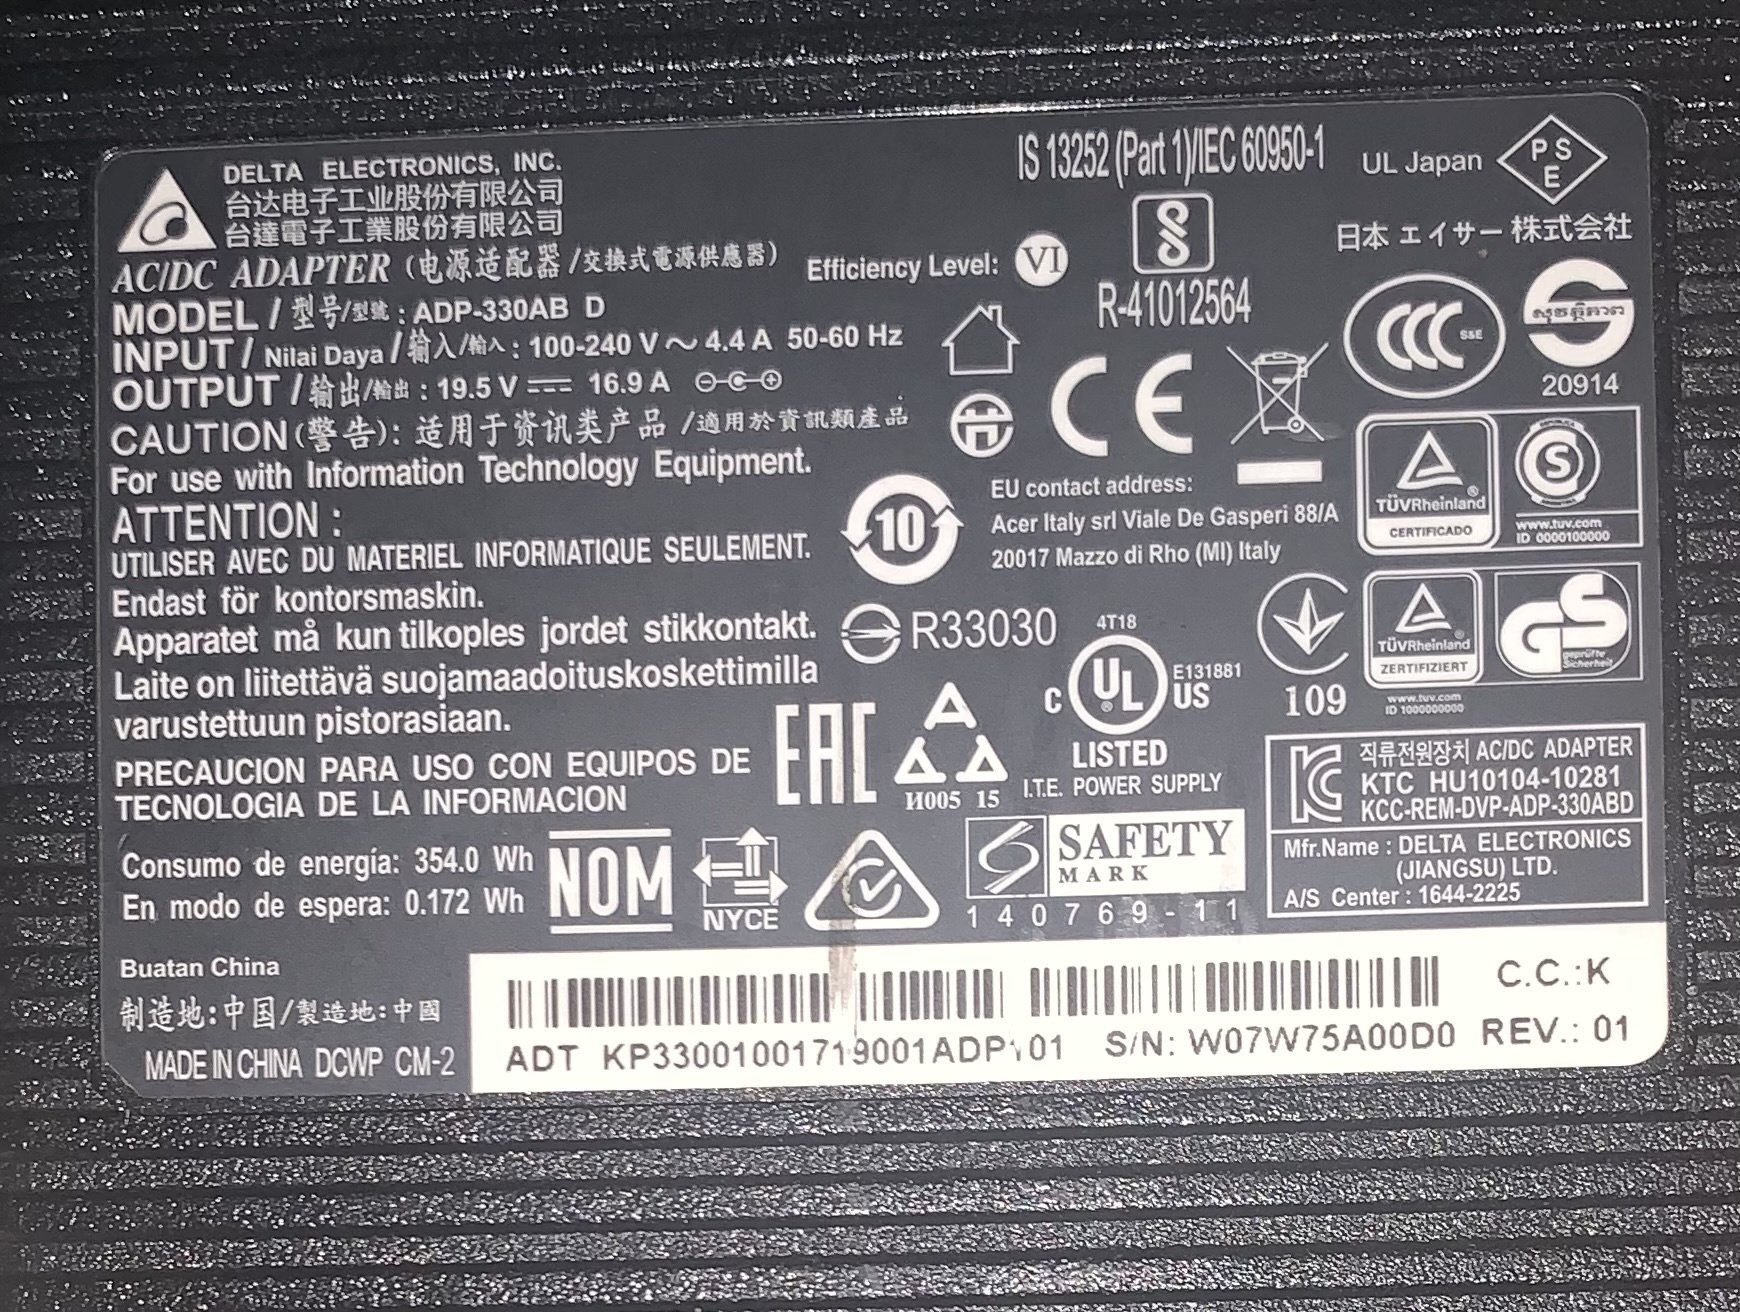 DELTA ELECTRONICS, INC.
台达电子工业股份有限公司
台達電子工業股份有限公司
AC/DC ADAPTER (电源适配器/交換式電源供應器)
MODEL / 型号/型號 : ADP-330AB D
INPUT / Nilai Daya / 输入/輸入 : 100-240 V ～ 4.4 A 50-60 Hz
OUTPUT / 输出/輸出 : 19.5 V ⎓ 16.9 A
CAUTION (警告): 适用于资讯类产品 /適用於資訊類產品
For use with Information Technology Equipment.
ATTENTION :
UTILISER AVEC DU MATERIEL INFORMATIQUE SEULEMENT.
Endast för kontorsmaskin.
Apparatet må kun tilkoples jordet stikkontakt.
Laite on liitettävä suojamaadoituskoskettimilla
varustettuun pistorasiaan.
PRECAUCION PARA USO CON EQUIPOS DE
TECNOLOGIA DE LA INFORMACION
Consumo de energía: 354.0 Wh
En modo de espera: 0.172 Wh
NOM
NYCE
Buatan China
制造地:中国/製造地:中國
MADE IN CHINA DCWP CM-2
Efficiency Level: VI
IS 13252 (Part 1)/IEC 60950-1
R-41012564
UL Japan
PS
E
日本 エイサー 株式会社
CE
CCC S&E
20914
EU contact address:
Acer Italy srl Viale De Gasperi 88/A
20017 Mazzo di Rho (MI) Italy
10
R33030
TÜVRheinland
CERTIFICADO
S
www.tuv.com
ID 0000100000
TÜVRheinland
ZERTIFIZIERT
GS
geprüfte
Sicherheit
www.tuv.com
ID 1000000000
109
4T18
C UL US
E131881
LISTED
I.T.E. POWER SUPPLY
EAC
И005 15
SAFETY
MARK
140769-11
KC
직류전원장치 AC/DC ADAPTER
KTC HU10104-10281
KCC-REM-DVP-ADP-330ABD
Mfr.Name : DELTA ELECTRONICS
(JIANGSU) LTD.
A/S Center : 1644-2225
C.C.:K
ADT S/N: W07W75A00D0 REV.: 01